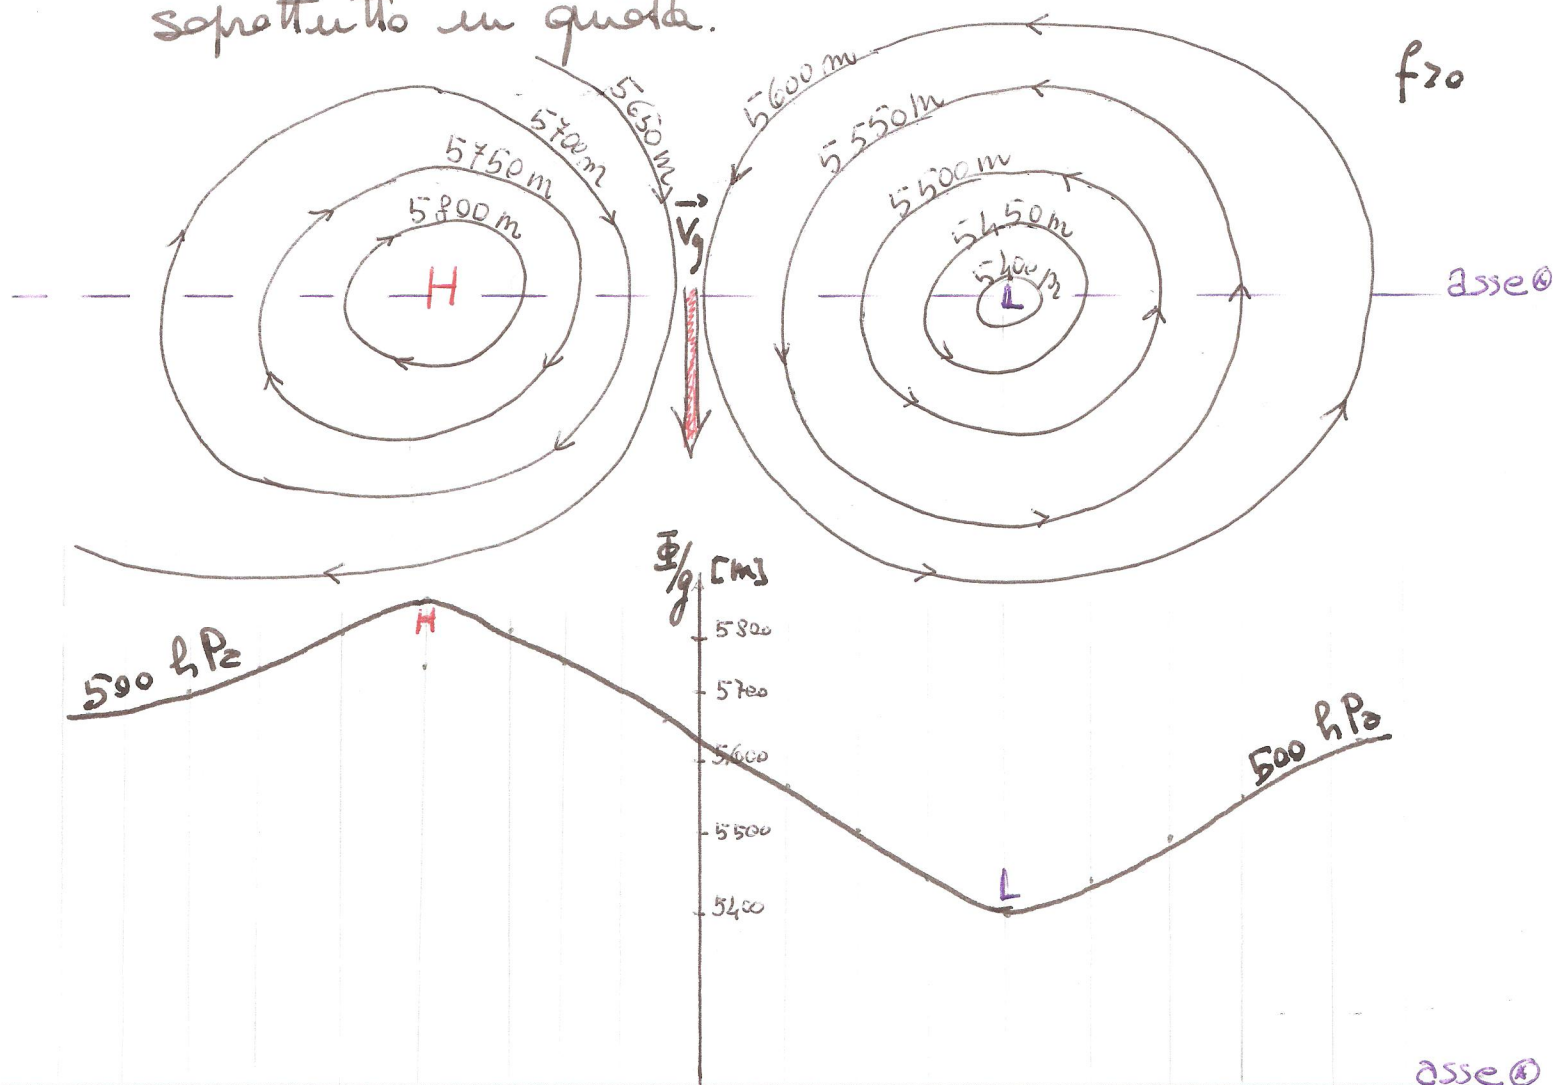 soprattutto in quota.
f>0
5650 m
5600 m
5700 m
5550 m
5750 m
5500 m
5800 m
5450 m
5400 m
V⃗g
H
L
asse
Φ/g [m]
H
5800
500 hPa
5700
5600
500 hPa
5500
L
5400
asse